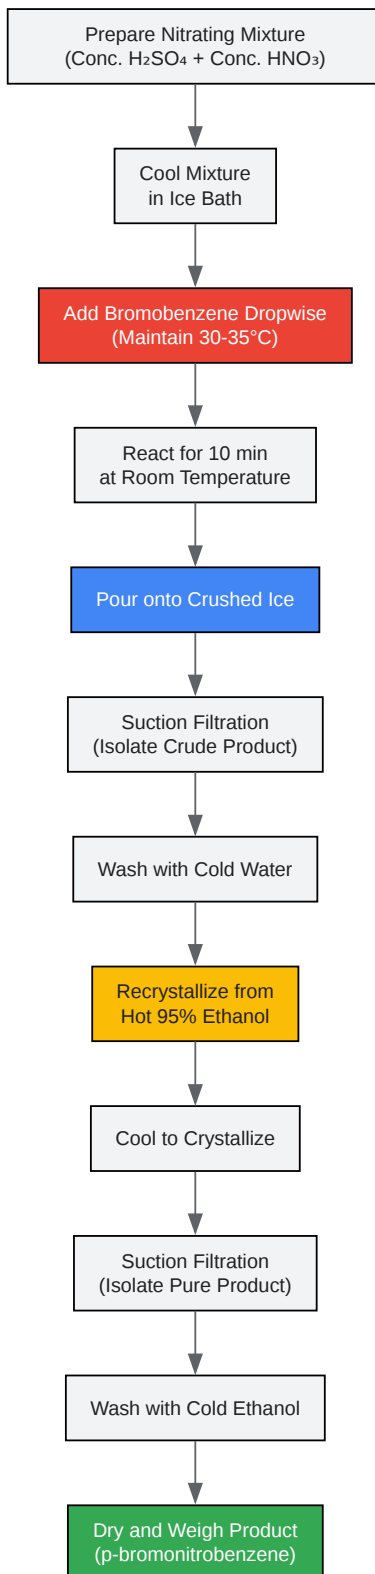 Prepare Nitrating Mixture
(Conc. H₂SO₄ + Conc. HNO₃)
Cool Mixture
in Ice Bath
Add Bromobenzene Dropwise
(Maintain 30-35°C)
React for 10 min
at Room Temperature
Pour onto Crushed Ice
Suction Filtration
(Isolate Crude Product)
Wash with Cold Water
Recrystallize from
Hot 95% Ethanol
Cool to Crystallize
Suction Filtration
(Isolate Pure Product)
Wash with Cold Ethanol
Dry and Weigh Product
(p-bromonitrobenzene)